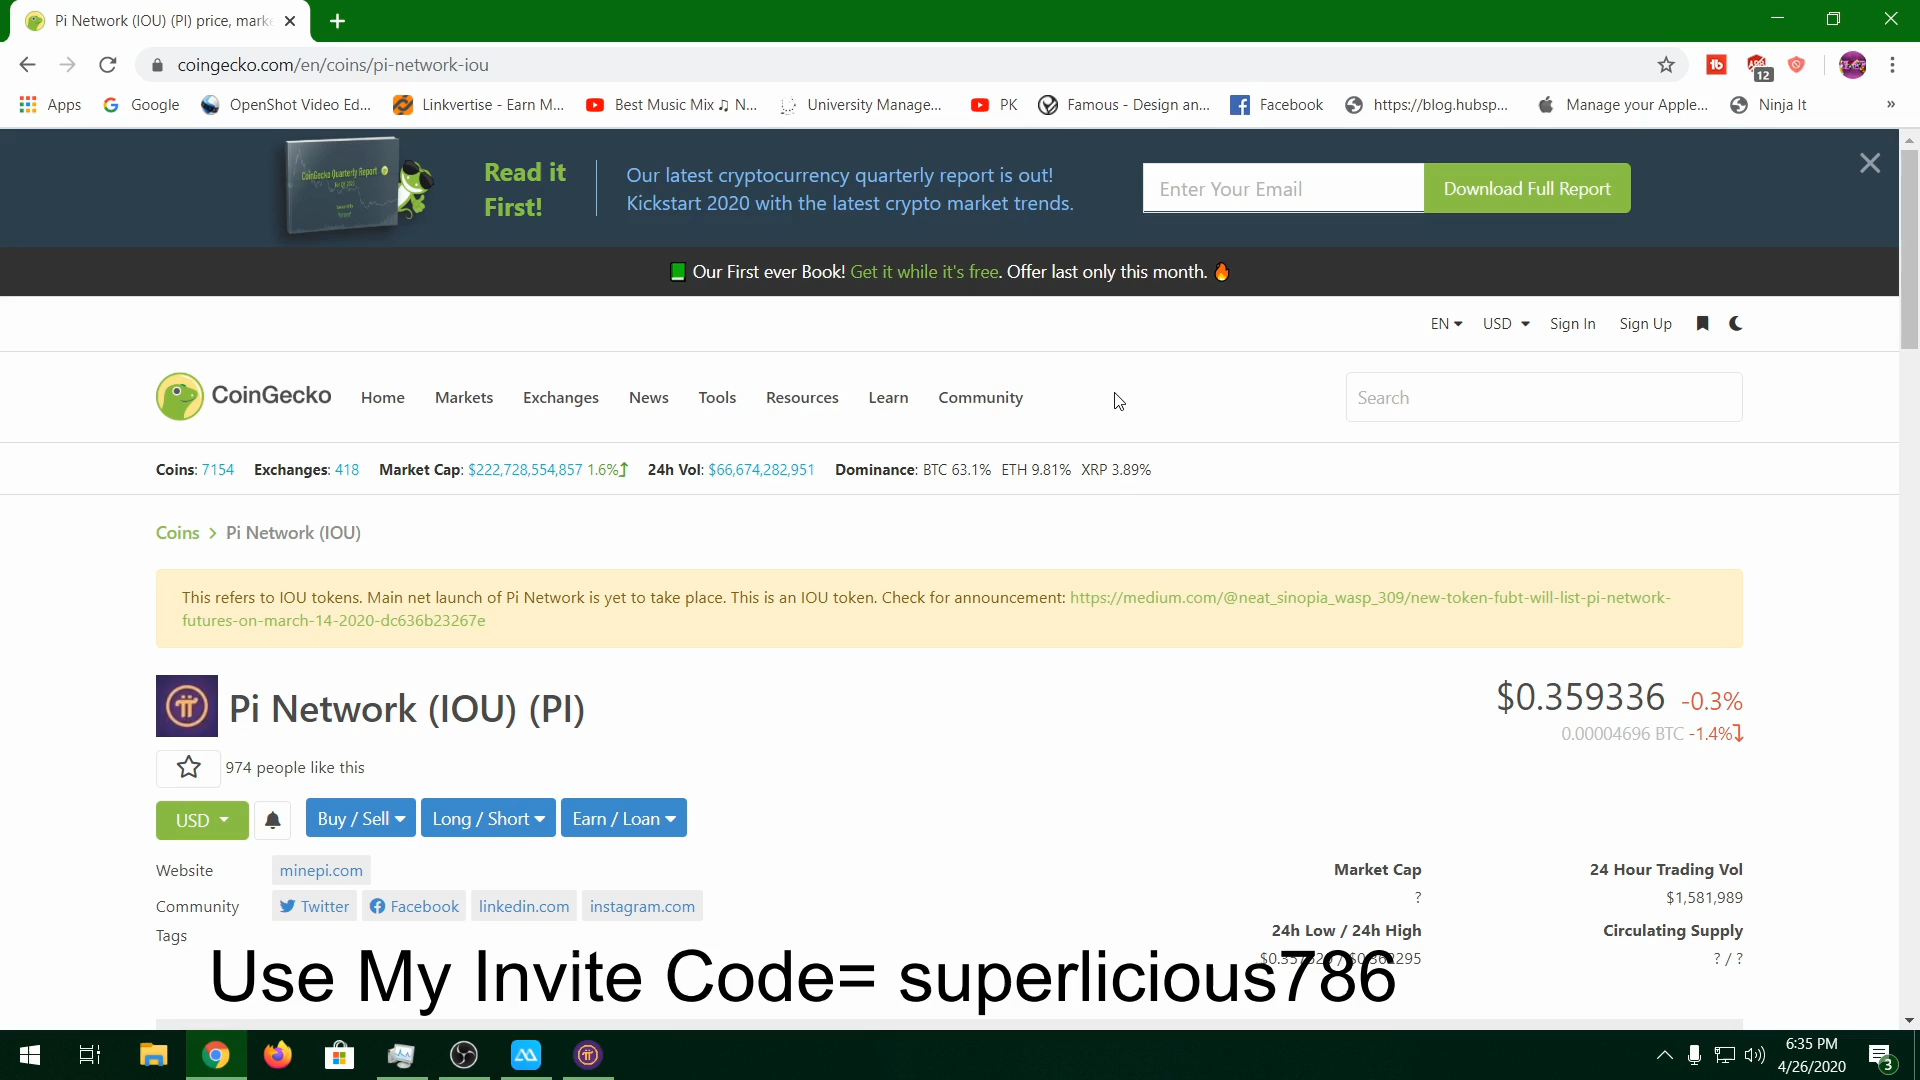 Pi Network (IOU) (PI) price, marke
coingecko.com/en/coins/pi-network-iou
12
Apps Google OpenShot Video Ed... Linkvertise - Earn M... Best Music Mix ♫ N... University Manage... PK Famous - Design an... Facebook https://blog.hubsp... Manage your Apple... Ninja It »
CoinGecko Quarterly Report
Read it
First!
Our latest cryptocurrency quarterly report is out!
Kickstart 2020 with the latest crypto market trends.
Enter Your Email Download Full Report
Our First ever Book! Get it while it's free. Offer last only this month.
EN USD Sign In Sign Up
CoinGecko Home Markets Exchanges News Tools Resources Learn Community Search
Coins: 7154 Exchanges: 418 Market Cap: $222,728,554,857 1.6% 24h Vol: $66,674,282,951 Dominance: BTC 63.1% ETH 9.81% XRP 3.89%
Coins > Pi Network (IOU)
This refers to IOU tokens. Main net launch of Pi Network is yet to take place. This is an IOU token. Check for announcement: https://medium.com/@neat_sinopia_wasp_309/new-token-fubt-will-list-pi-network-
futures-on-march-14-2020-dc636b23267e
Pi Network (IOU) (PI)
$0.359336 -0.3%
0.00004696 BTC -1.4%
974 people like this
USD Buy / Sell Long / Short Earn / Loan
Website minepi.com
Community Twitter Facebook linkedin.com instagram.com
Tags
Market Cap 24 Hour Trading Vol
? $1,581,989
24h Low / 24h High Circulating Supply
? / ?
Use My Invite Code= superlicious786
6:35 PM
4/26/2020
3